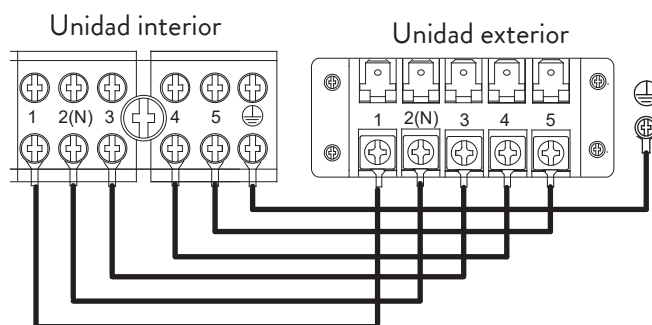 Unidad interior
Unidad exterior
1 2(N) 3 4 5
1 2(N) 3 4 5